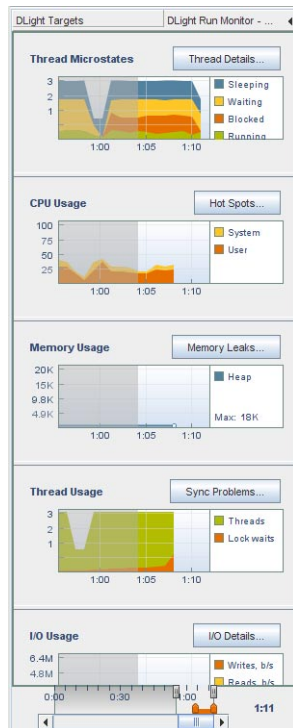 DLight Targets DLight Run Monitor - ...
Thread Microstates Thread Details...
3
2
1
1:00 1:05 1:10
Sleeping
Waiting
Blocked
Running
CPU Usage Hot Spots...
100
75
50
25
1:00 1:05 1:10
System
User
Memory Usage Memory Leaks...
20K
15K
9.8K
4.9K
1:00 1:05 1:10
Heap
Max: 18K
Thread Usage Sync Problems...
3
2
1
1:00 1:05 1:10
Threads
Lock waits
I/O Usage I/O Details...
6.4M
4.8M
Writes, b/s
Reads, b/s
0:00 0:30 1:00
1:11